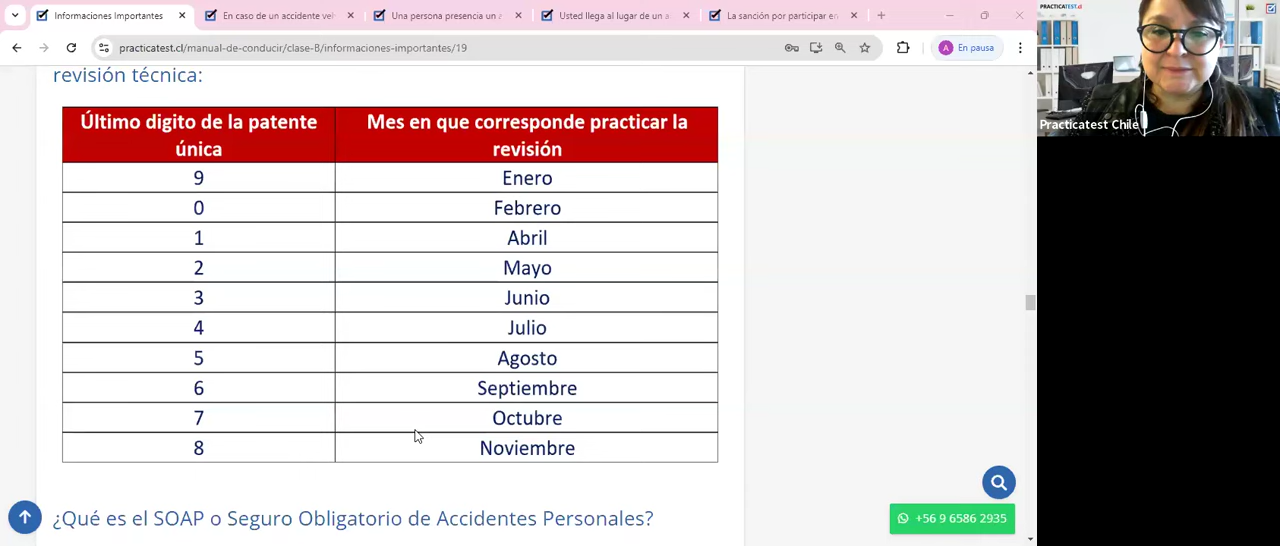 Informaciones Importantes
En caso de un accidente veh
Una persona presencia un a
Usted llega al lugar de un a
La sanción por participar en
practicatest.cl/manual-de-conducir/clase-B/informaciones-importantes/19
A En pausa
PRACTICATEST.cl
Practicatest Chile
revisión técnica:
Último digito de la patente única
Mes en que corresponde practicar la revisión
9 Enero
0 Febrero
1 Abril
2 Mayo
3 Junio
4 Julio
5 Agosto
6 Septiembre
7 Octubre
8 Noviembre
¿Qué es el SOAP o Seguro Obligatorio de Accidentes Personales?
+56 9 6586 2935